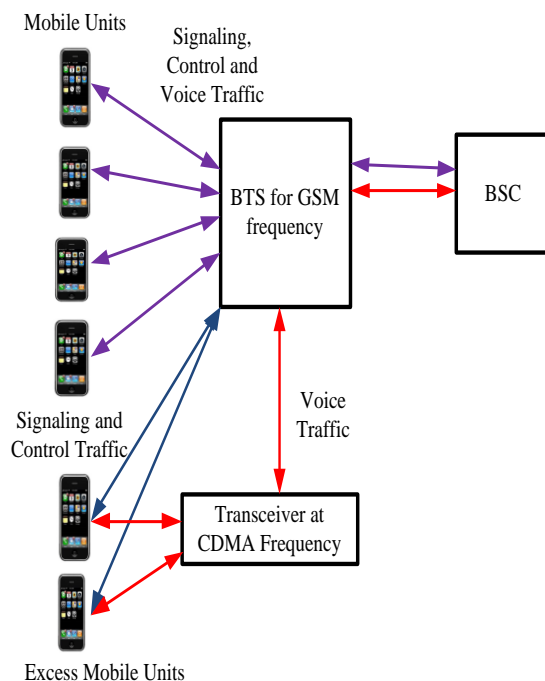 Mobile Units
Signaling,
Control and
Voice Traffic
BTS for GSM
frequency
BSC
Voice
Traffic
Signaling and
Control Traffic
Transceiver at
CDMA Frequency
Excess Mobile Units